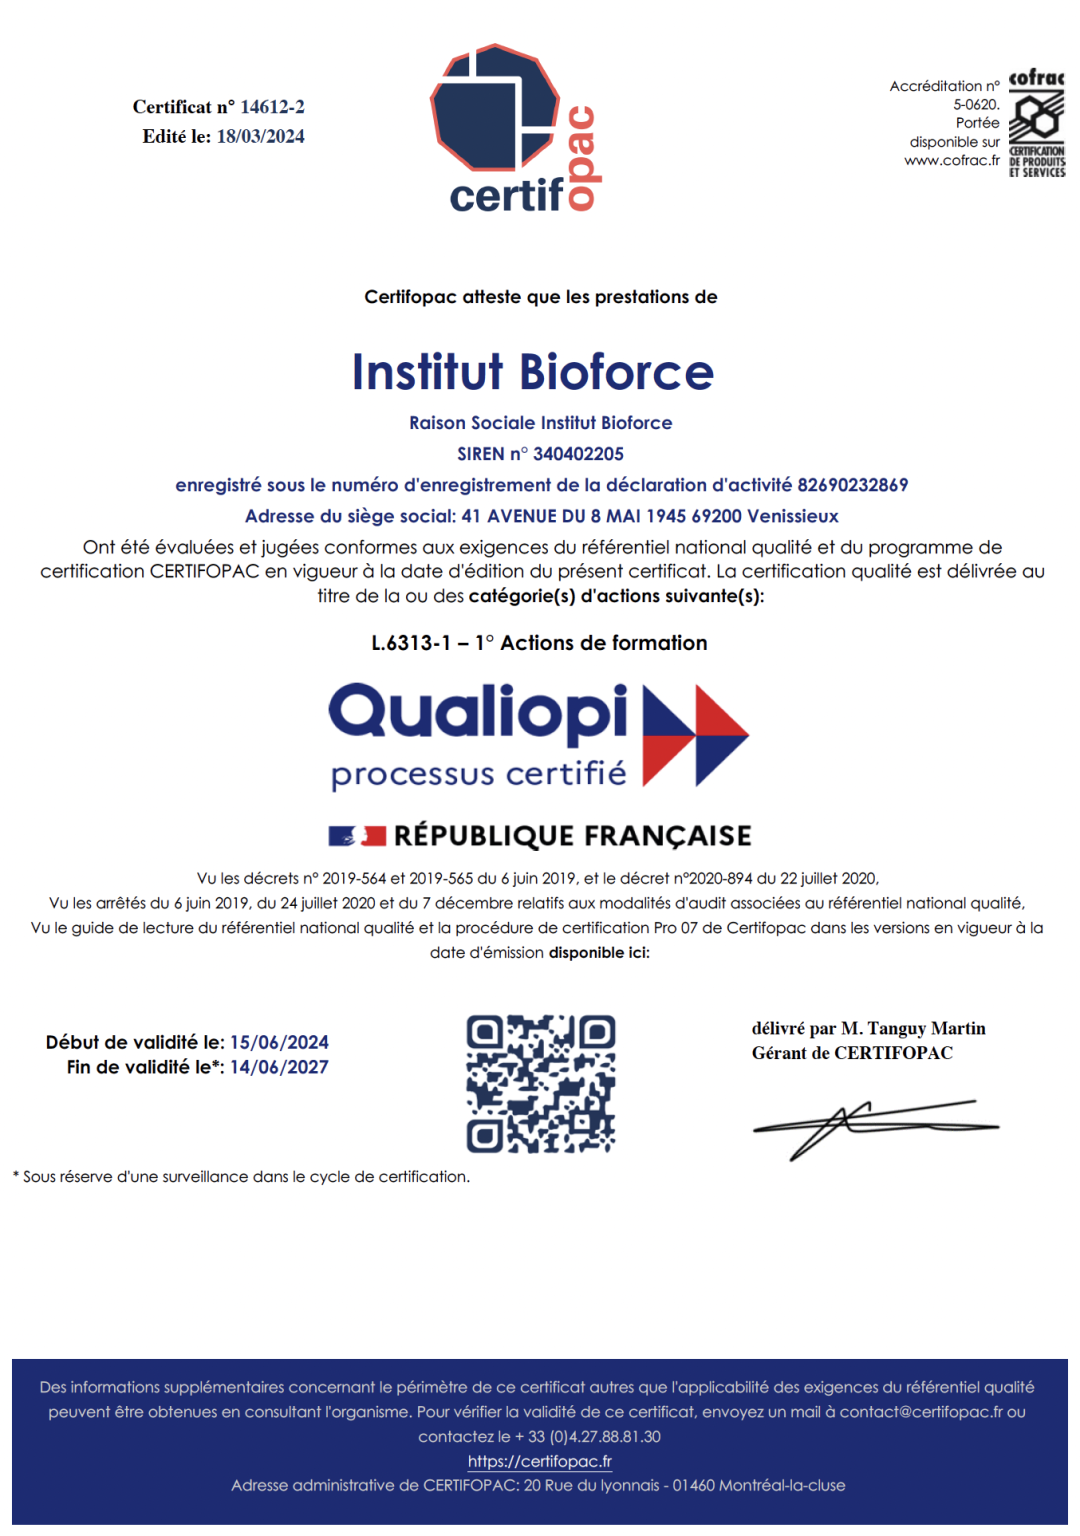 Certificat n° 14612-2
Edité le: 18/03/2024
certifopac
Accréditation n°
5-0620.
Portée
disponible sur
www.cofrac.fr
cofrac
CERTIFICATION
DE PRODUITS
ET SERVICES
Certifopac atteste que les prestations de
Institut Bioforce
Raison Sociale Institut Bioforce
SIREN n° 340402205
enregistré sous le numéro d'enregistrement de la déclaration d'activité 82690232869
Adresse du siège social: 41 AVENUE DU 8 MAI 1945 69200 Venissieux
Ont été évaluées et jugées conformes aux exigences du référentiel national qualité et du programme de
certification CERTIFOPAC en vigueur à la date d'édition du présent certificat. La certification qualité est délivrée au
titre de la ou des catégorie(s) d'actions suivante(s):
L.6313-1 – 1° Actions de formation
Qualiopi
processus certifié
RÉPUBLIQUE FRANÇAISE
Vu les décrets n° 2019-564 et 2019-565 du 6 juin 2019, et le décret n°2020-894 du 22 juillet 2020,
Vu les arrêtés du 6 juin 2019, du 24 juillet 2020 et du 7 décembre relatifs aux modalités d'audit associées au référentiel national qualité,
Vu le guide de lecture du référentiel national qualité et la procédure de certification Pro 07 de Certifopac dans les versions en vigueur à la
date d'émission disponible ici:
Début de validité le: 15/06/2024
Fin de validité le*: 14/06/2027
délivré par M. Tanguy Martin
Gérant de CERTIFOPAC
* Sous réserve d'une surveillance dans le cycle de certification.
Des informations supplémentaires concernant le périmètre de ce certificat autres que l'applicabilité des exigences du référentiel qualité
peuvent être obtenues en consultant l'organisme. Pour vérifier la validité de ce certificat, envoyez un mail à contact@certifopac.fr ou
contactez le + 33 (0)4.27.88.81.30
https://certifopac.fr
Adresse administrative de CERTIFOPAC: 20 Rue du lyonnais - 01460 Montréal-la-cluse